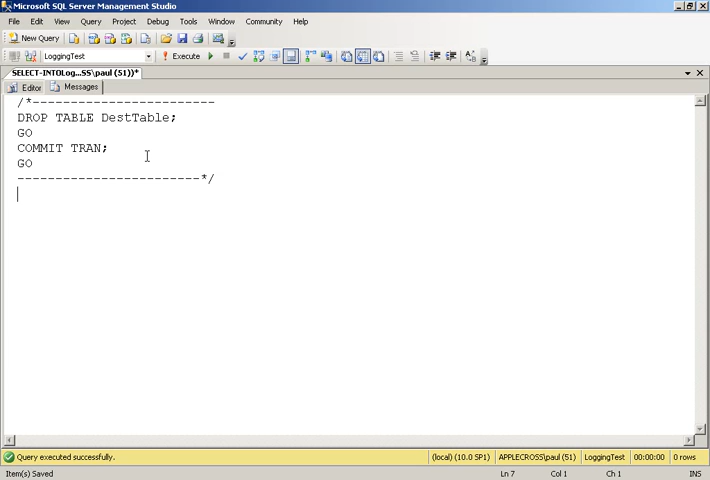 Microsoft SQL Server Management Studio
File Edit View Query Project Debug Tools Window Community Help
New Query
LoggingTest Execute
SELECT-INTOLog...SS\paul (51))*
Editor Messages
/*------------------------
DROP TABLE DestTable;
GO
COMMIT TRAN;
GO
------------------------*/
Query executed successfully. (local) (10.0 SP1) APPLECROSS\paul (51) LoggingTest 00:00:00 0 rows
Item(s) Saved Ln 7 Col 1 Ch 1 INS